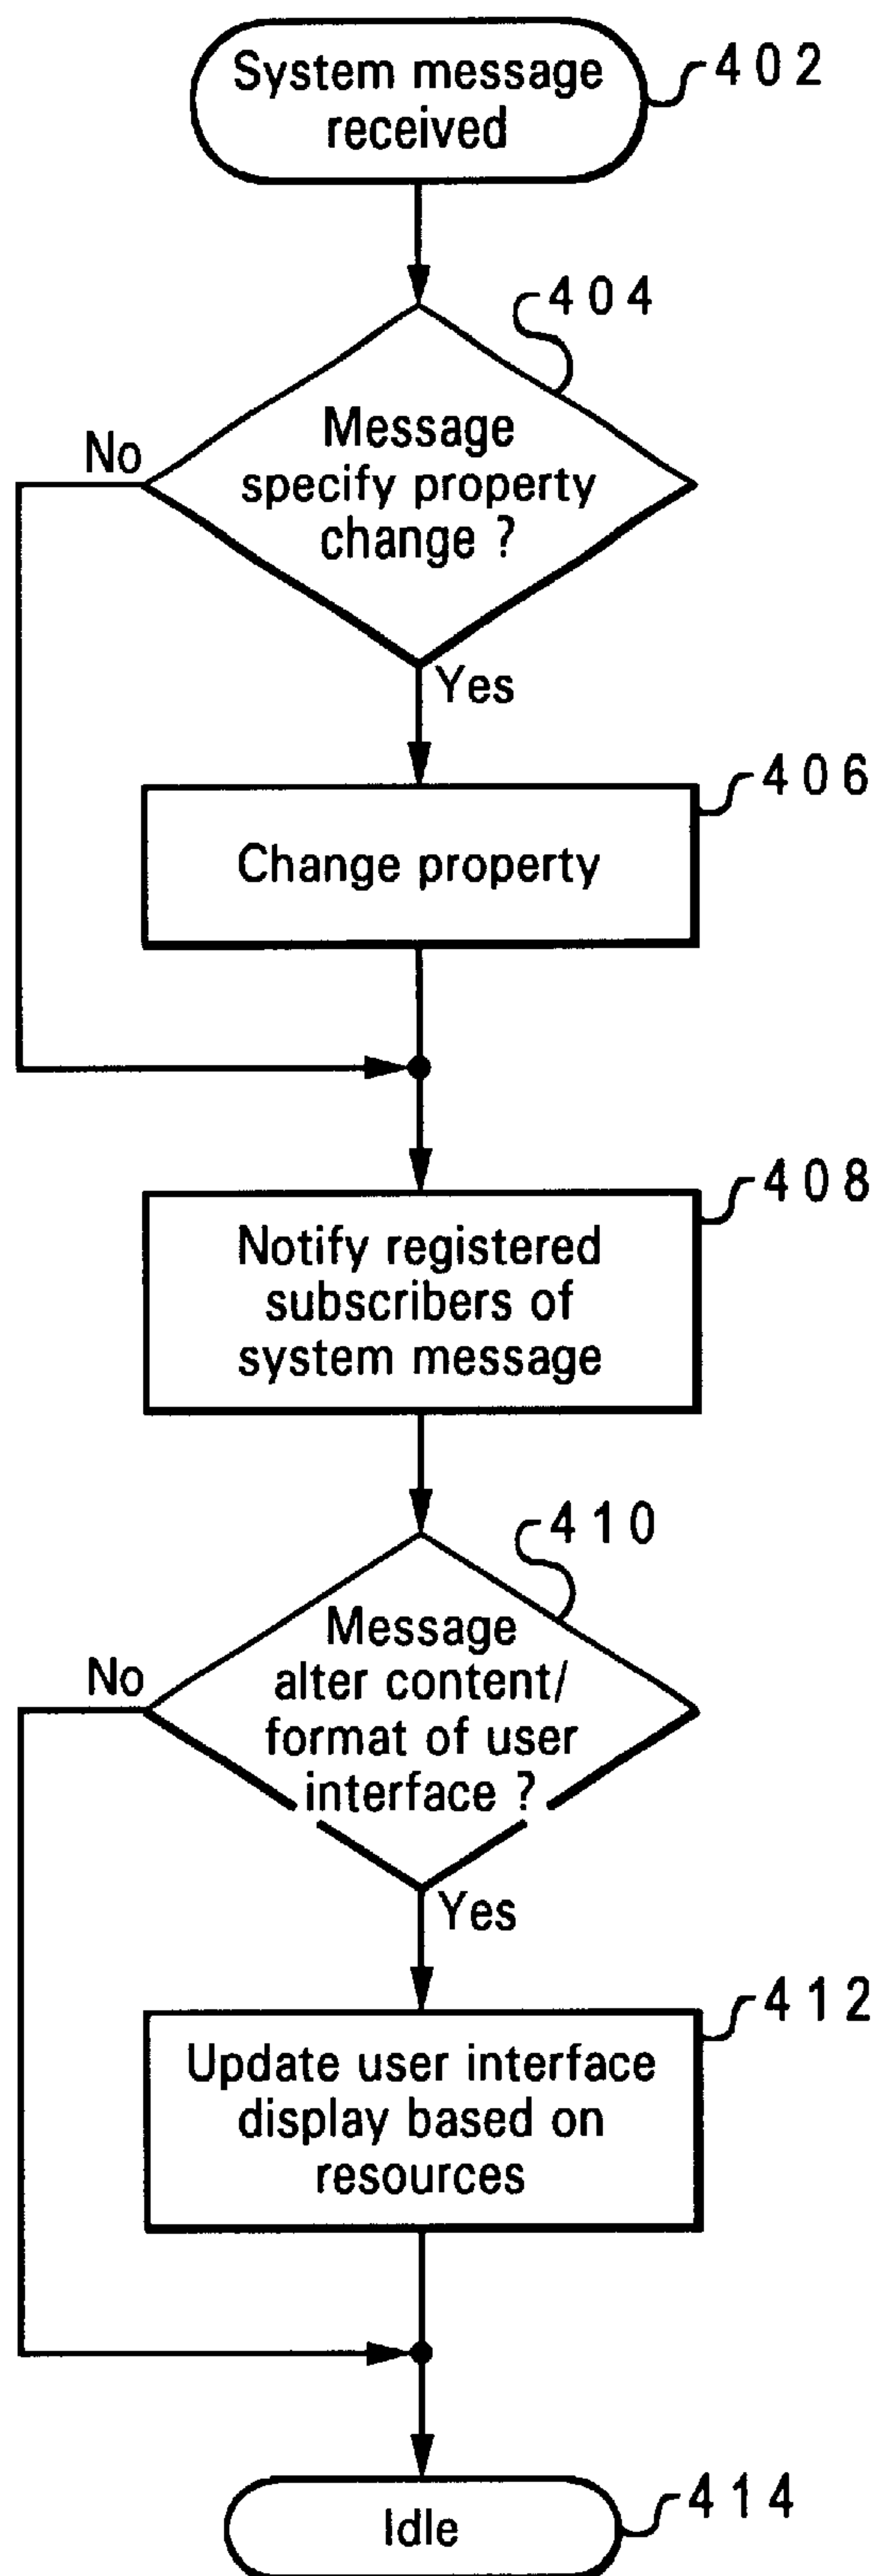 System message
received
402
404
Message
specify property
change ?
No
Yes
406
Change property
408
Notify registered
subscribers of
system message
410
Message
alter content/
format of user
interface ?
No
Yes
412
Update user interface
display based on
resources
Idle
414